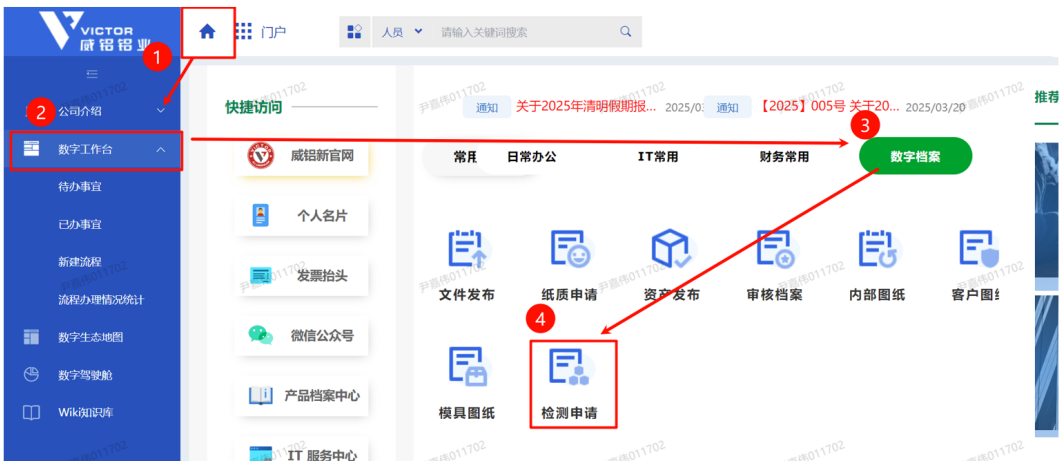 VICTOR
威铝铝业
门户
人员
请输入关键词搜索
1
2
公司介绍
数字工作台
待办事宜
已办事宜
新建流程
流程办理情况统计
数字生态地图
数字驾驶舱
Wiki知识库
快捷访问
威铝新官网
个人名片
发票抬头
微信公众号
产品档案中心
IT 服务中心
通知 关于2025年清明假期报... 2025/0 通知 【2025】005号 关于20... 2025/03/20
推荐
3
常用 日常办公 IT常用 财务常用 数字档案
文件发布 纸质申请 资产发布 审核档案 内部图纸 客户图
4
模具图纸 检测申请
尹嘉伟011702